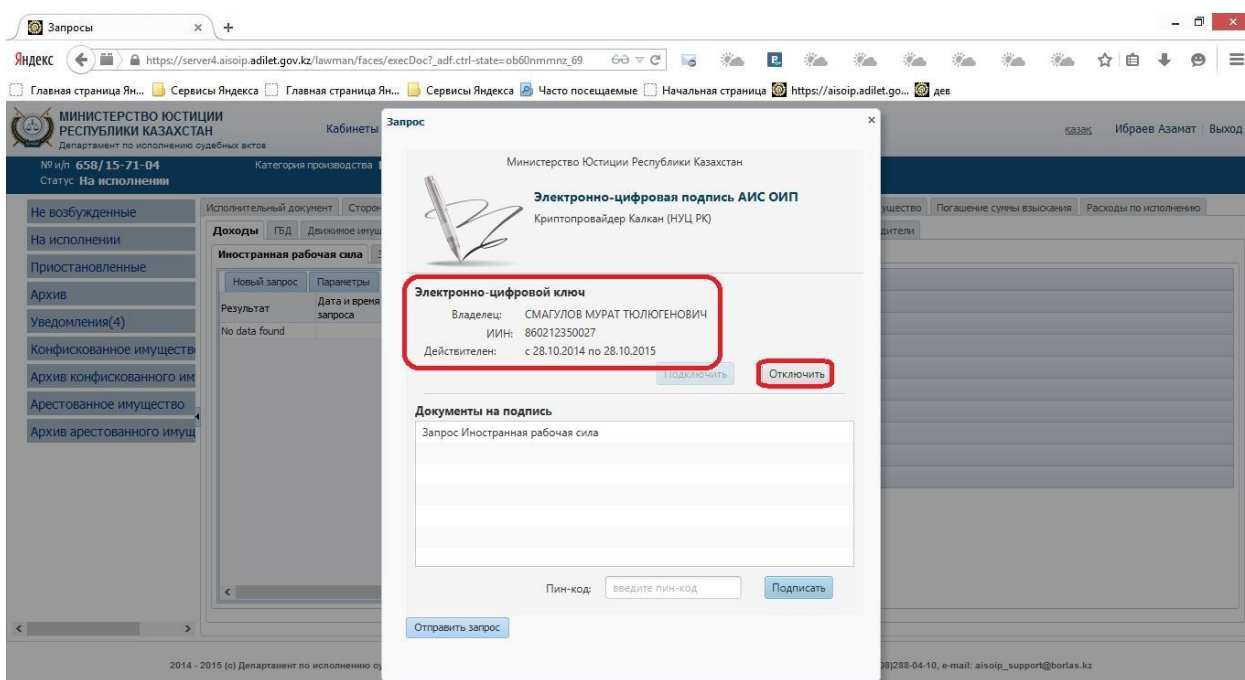 Запросы
Яндекс
https://server4.aisoip.adilet.gov.kz/lawman/faces/execDoc?_adf.ctrl-state=ob60nmmnz_69
Главная страница Ян... Сервисы Яндекса Главная страница Ян... Сервисы Яндекса Часто посещаемые Начальная страница https://aisoip.adilet.go... дев
МИНИСТЕРСТВО ЮСТИЦИИ
РЕСПУБЛИКИ КАЗАХСТАН
Департамент по исполнению судебных актов
Кабинеты
қазақ Ибраев Азамат Выход
№ и/п 658/15-71-04 Категория производства
Статус На исполнении
Не возбужденные
На исполнении
Приостановленные
Архив
Уведомления(4)
Конфискованное имуществ
Архив конфискованного им
Арестованное имущество
Архив арестованного имущ
Исполнительный документ Сторон
ущество Погашение суммы взыскания Расходы по исполнению
Доходы ГБД Движимое имущ
дители
Иностранная рабочая сила
Новый запрос Параметры
Результат Дата и время запроса
No data found
Запрос
Министерство Юстиции Республики Казахстан
Электронно-цифровая подпись АИС ОИП
Криптопровайдер Калкан (НУЦ РК)
Электронно-цифровой ключ
Владелец: СМАГУЛОВ МУРАТ ТЮЛЮГЕНОВИЧ
ИИН: 860212350027
Действителен: с 28.10.2014 по 28.10.2015
Подключить Отключить
Документы на подпись
Запрос Иностранная рабочая сила
Пин-код: введите пин-код Подписать
Отправить запрос
2014 - 2015 (c) Департамент по исполнению су
08)288-04-10, e-mail: aisoip_support@borlas.kz